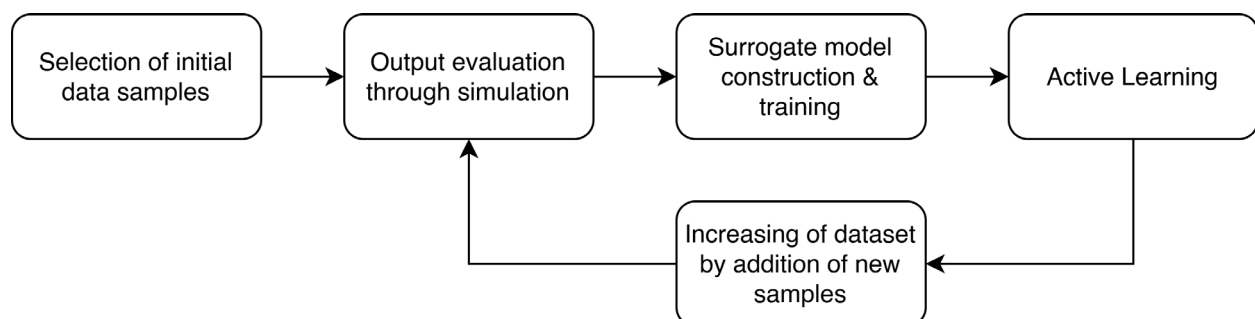 Selection of initial
data samples
Output evaluation
through simulation
Surrogate model
construction &
training
Active Learning
Increasing of dataset
by addition of new
samples